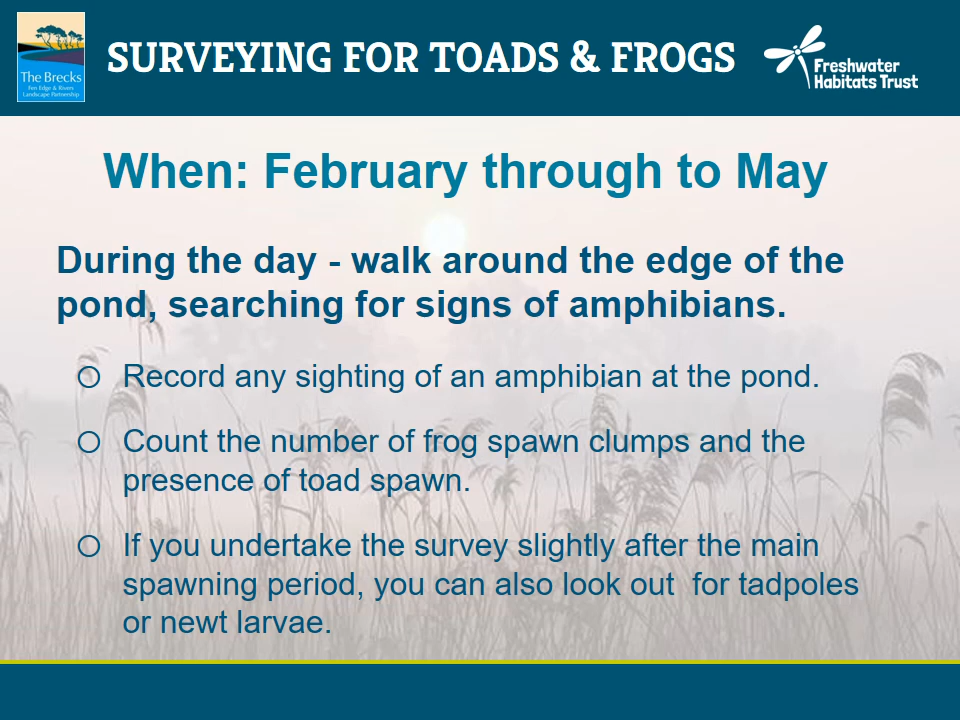 The Brecks
Fen Edge & Rivers
Landscape Partnership
SURVEYING FOR TOADS & FROGS
Freshwater
Habitats Trust
When: February through to May
During the day - walk around the edge of the
pond, searching for signs of amphibians.
Record any sighting of an amphibian at the pond.
Count the number of frog spawn clumps and the
presence of toad spawn.
If you undertake the survey slightly after the main
spawning period, you can also look out  for tadpoles
or newt larvae.